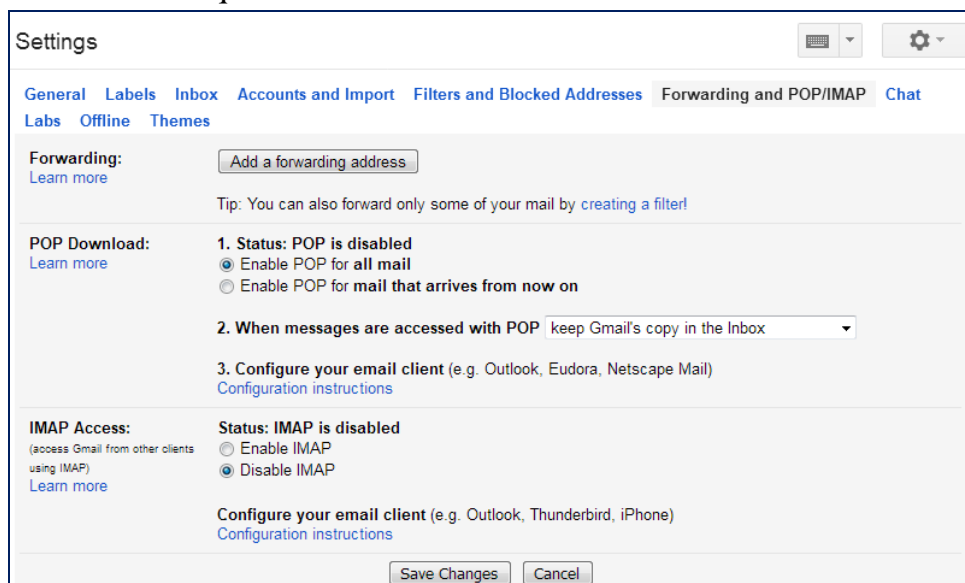 Settings
General Labels Inbox Accounts and Import Filters and Blocked Addresses Forwarding and POP/IMAP Chat
Labs Offline Themes
Forwarding:
Learn more
Add a forwarding address
Tip: You can also forward only some of your mail by creating a filter!
POP Download:
Learn more
1. Status: POP is disabled
Enable POP for all mail
Enable POP for mail that arrives from now on
2. When messages are accessed with POP keep Gmail's copy in the Inbox
3. Configure your email client (e.g. Outlook, Eudora, Netscape Mail)
Configuration instructions
IMAP Access:
(access Gmail from other clients
using IMAP)
Learn more
Status: IMAP is disabled
Enable IMAP
Disable IMAP
Configure your email client (e.g. Outlook, Thunderbird, iPhone)
Configuration instructions
Save Changes Cancel